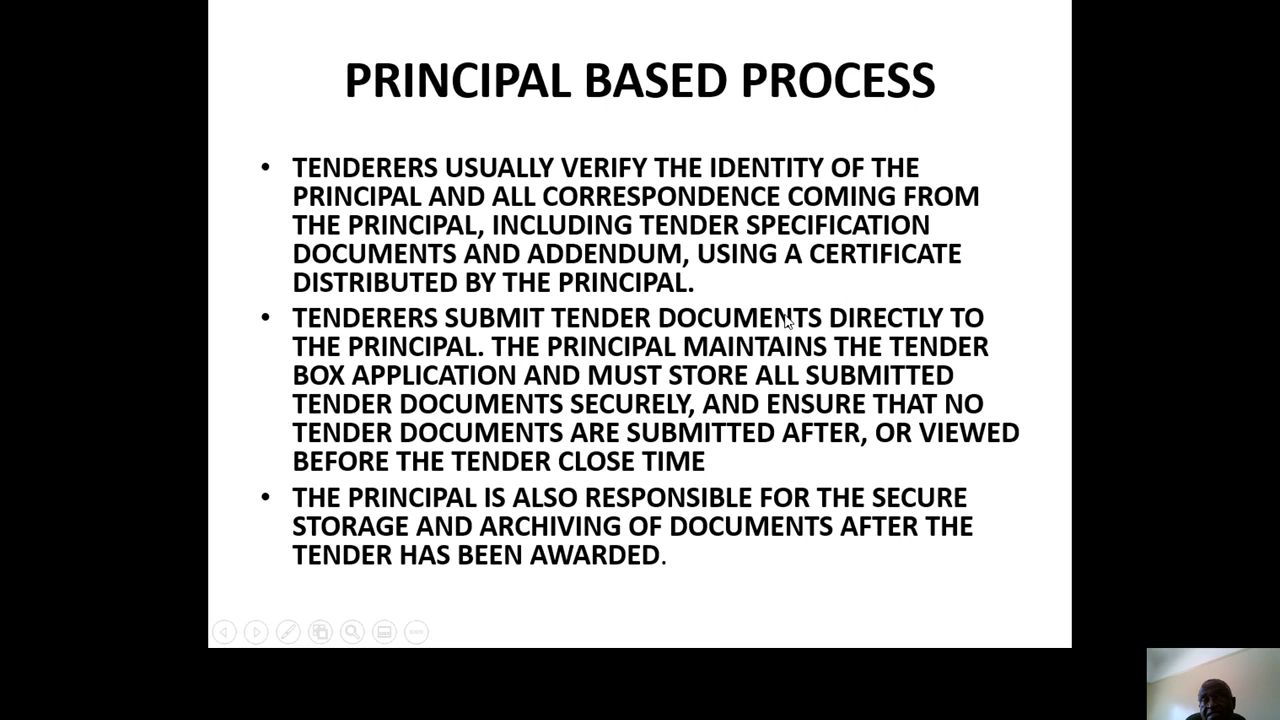 PRINCIPAL BASED PROCESS
• TENDERERS USUALLY VERIFY THE IDENTITY OF THE
PRINCIPAL AND ALL CORRESPONDENCE COMING FROM
THE PRINCIPAL, INCLUDING TENDER SPECIFICATION
DOCUMENTS AND ADDENDUM, USING A CERTIFICATE
DISTRIBUTED BY THE PRINCIPAL.
• TENDERERS SUBMIT TENDER DOCUMENTS DIRECTLY TO
THE PRINCIPAL. THE PRINCIPAL MAINTAINS THE TENDER
BOX APPLICATION AND MUST STORE ALL SUBMITTED
TENDER DOCUMENTS SECURELY, AND ENSURE THAT NO
TENDER DOCUMENTS ARE SUBMITTED AFTER, OR VIEWED
BEFORE THE TENDER CLOSE TIME
• THE PRINCIPAL IS ALSO RESPONSIBLE FOR THE SECURE
STORAGE AND ARCHIVING OF DOCUMENTS AFTER THE
TENDER HAS BEEN AWARDED.